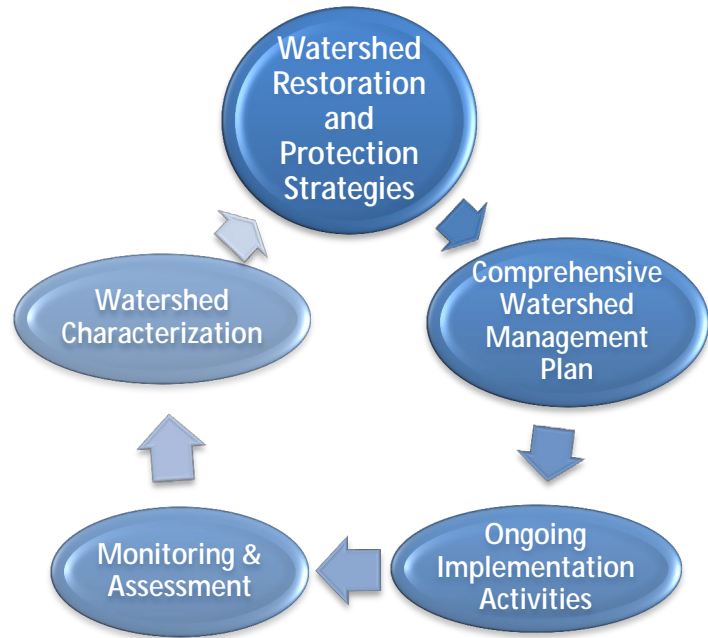 Watershed
Restoration
and
Protection
Strategies
Comprehensive
Watershed
Management
Plan
Ongoing
Implementation
Activities
Monitoring &
Assessment
Watershed
Characterization